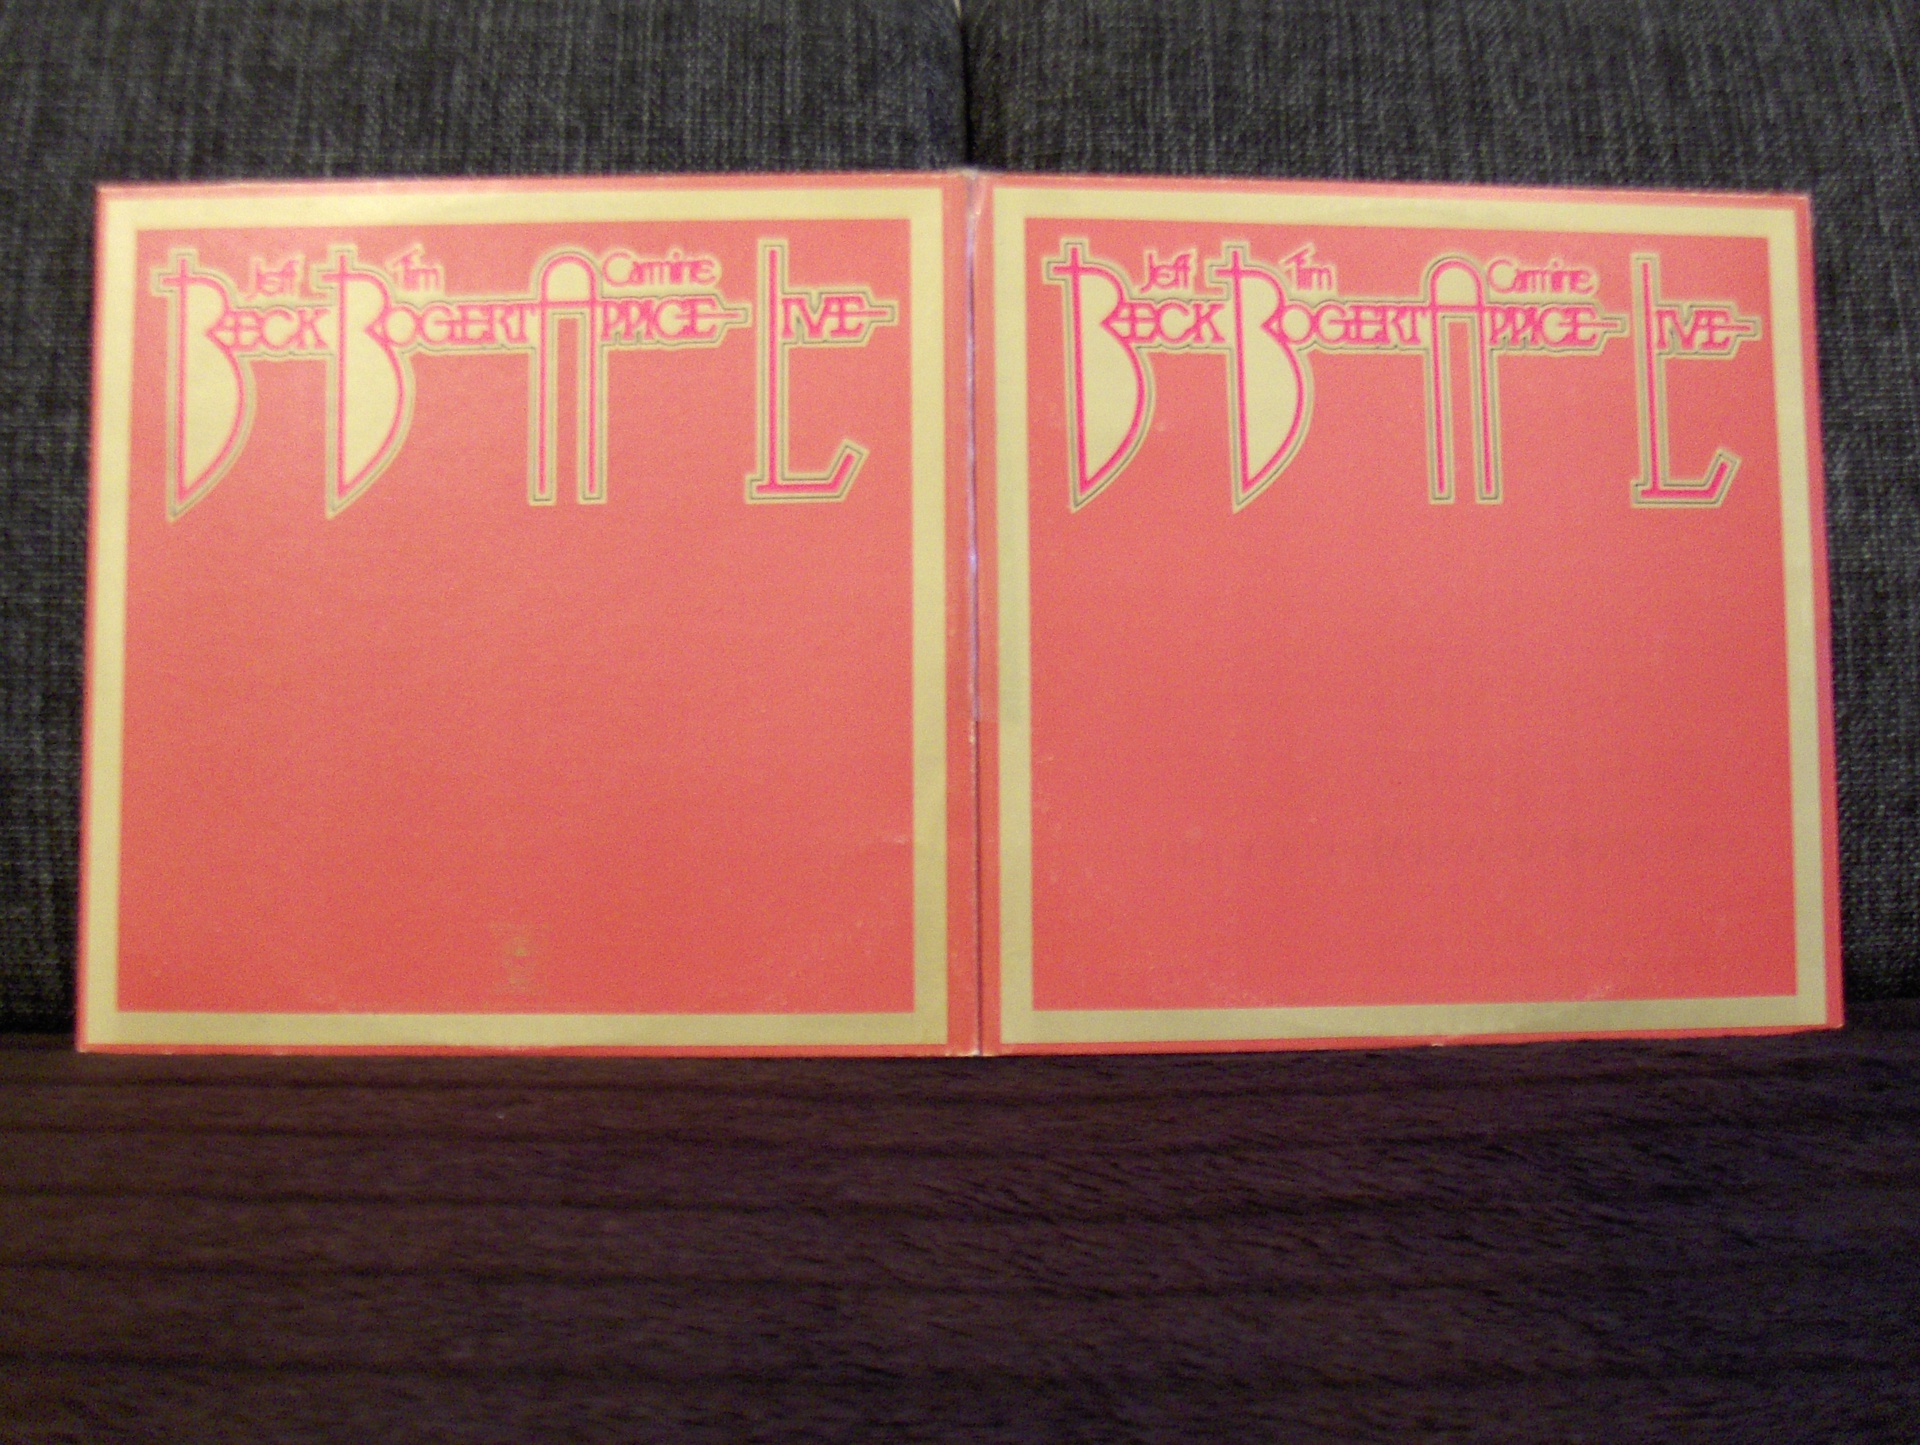 Jeff Tim Carmine
BECK BOGERT APPICE LIVE
Jeff Tim Carmine
BECK BOGERT APPICE LIVE